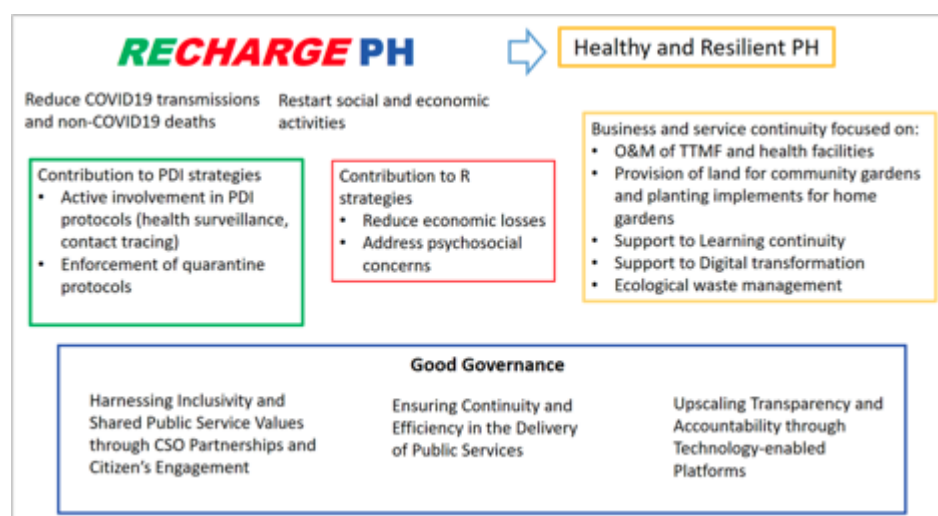 RECHARGE PH
Healthy and Resilient PH
Reduce COVID19 transmissions
and non-COVID19 deaths
Restart social and economic
activities
Contribution to PDI strategies
• Active involvement in PDI
protocols (health surveillance,
contact tracing)
• Enforcement of quarantine
protocols
Contribution to R
strategies
• Reduce economic losses
• Address psychosocial
concerns
Business and service continuity focused on:
• O&M of TTMF and health facilities
• Provision of land for community gardens
and planting implements for home
gardens
• Support to Learning continuity
• Support to Digital transformation
• Ecological waste management
Good Governance
Harnessing Inclusivity and
Shared Public Service Values
through CSO Partnerships and
Citizen's Engagement
Ensuring Continuity and
Efficiency in the Delivery
of Public Services
Upscaling Transparency and
Accountability through
Technology-enabled
Platforms